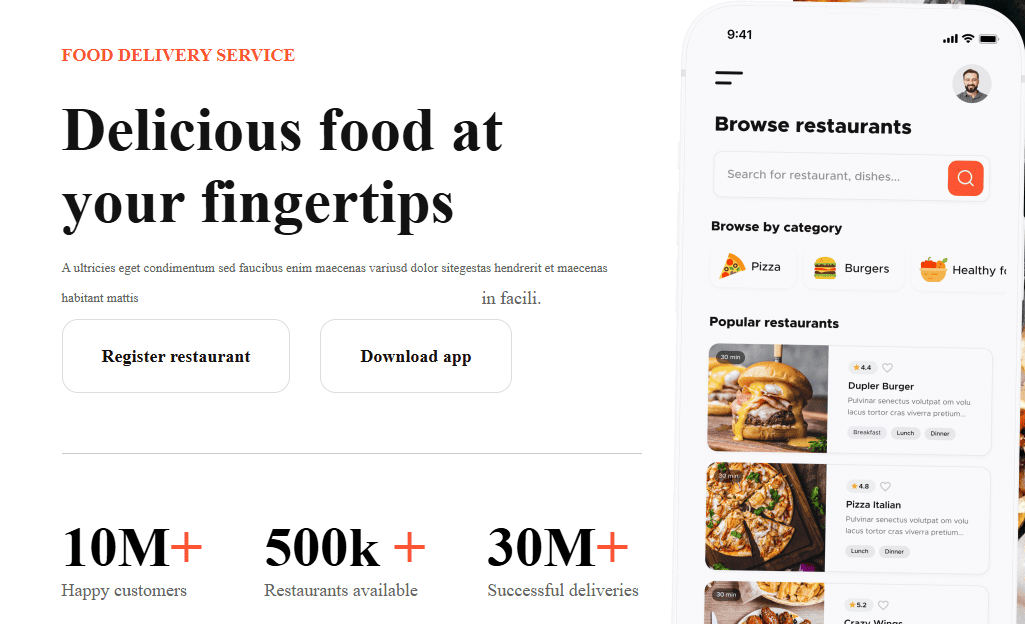 FOOD DELIVERY SERVICE
Delicious food at
your fingertips
A ultricies eget condimentum sed faucibus enim maecenas variusd dolor sitegestas hendrerit et maecenas
habitant mattis in facili.
Register restaurant
Download app
10M+
Happy customers
500k +
Restaurants available
30M+
Successful deliveries
9:41
Browse restaurants
Search for restaurant, dishes...
Browse by category
Pizza
Burgers
Healthy fo
Popular restaurants
30 min
4.4
Dupler Burger
Pulvinar senectus volutpat om volu
lacus tortor cras viverra pretium...
Breakfast Lunch Dinner
30 min
4.8
Pizza Italian
Pulvinar senectus volutpat om volu
lacus tortor cras viverra pretium...
Lunch Dinner
30 min
5.2
Crazy Wings